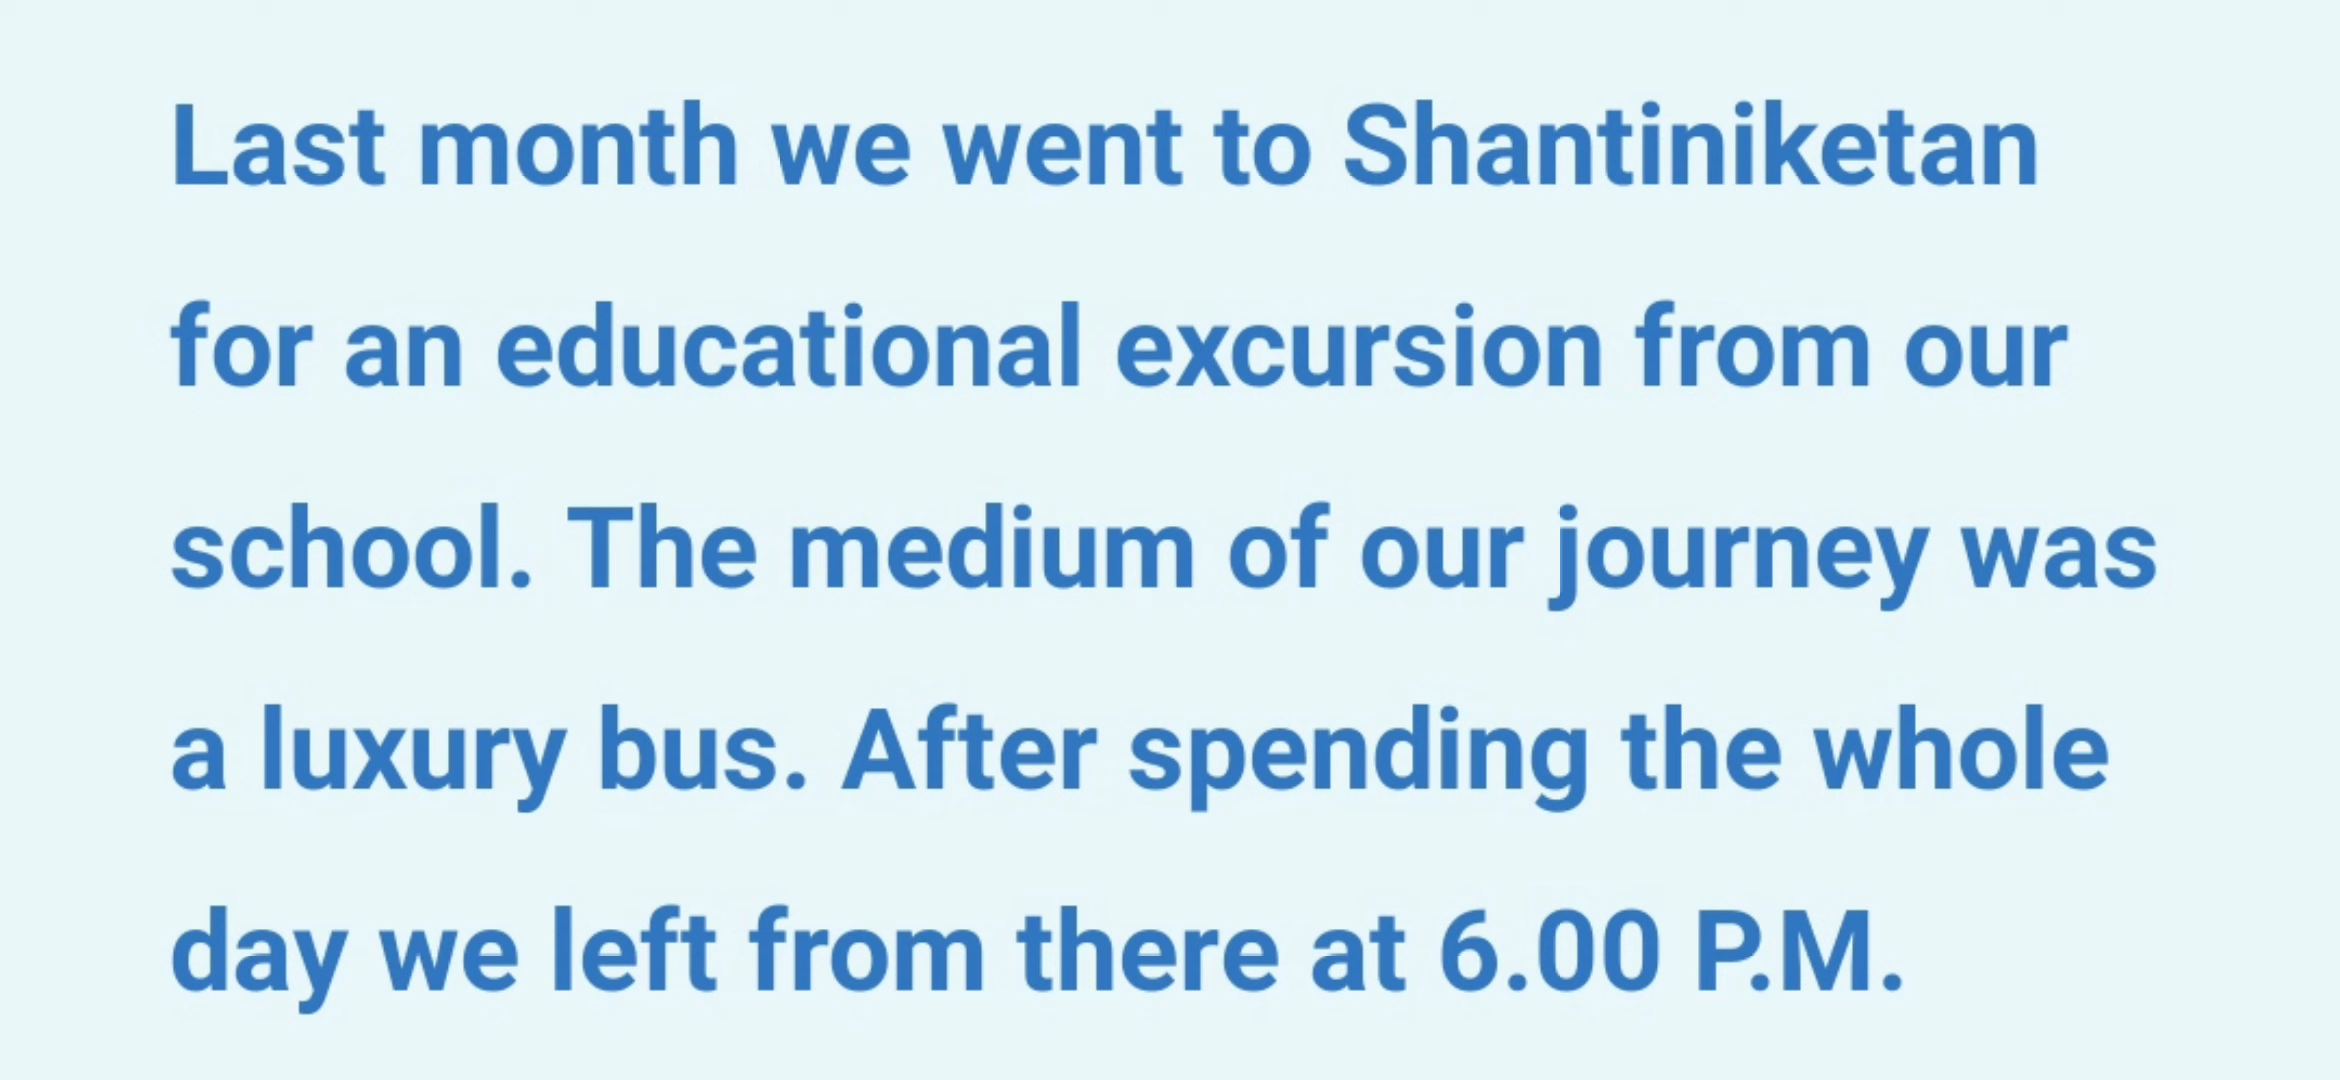 Last month we went to Shantiniketan
for an educational excursion from our
school. The medium of our journey was
a luxury bus. After spending the whole
day we left from there at 6.00 P.M.